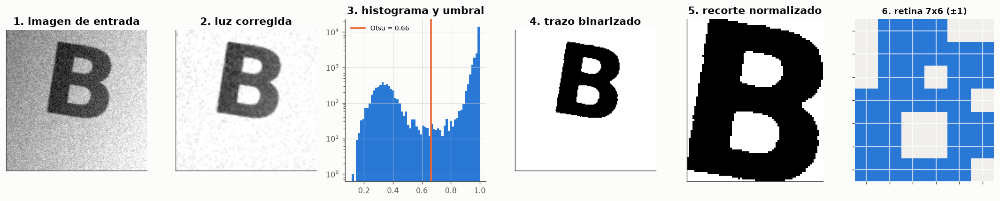 1. imagen de entrada
B
2. luz corregida
B
3. histograma y umbral
Otsu = 0.66
10⁴
10³
10²
10¹
10⁰
0.2 0.4 0.6 0.8 1.0
4. trazo binarizado
B
5. recorte normalizado
B
6. retina 7x6 (±1)